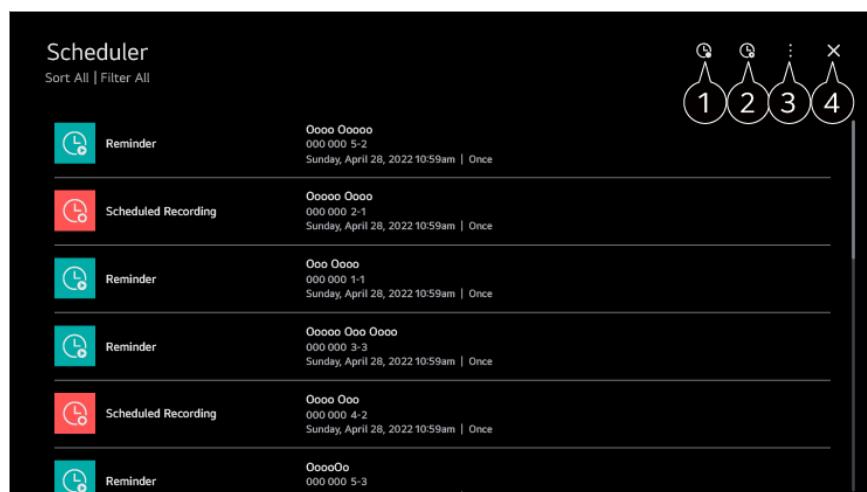 Scheduler
Sort All | Filter All
1 2 3 4
Reminder
Oooo Ooooo
000 000 5-2
Sunday, April 28, 2022 10:59am | Once
Scheduled Recording
Ooooo Oooo
000 000 2-1
Sunday, April 28, 2022 10:59am | Once
Reminder
Ooo Oooo
000 000 1-1
Sunday, April 28, 2022 10:59am | Once
Reminder
Ooooo Ooo Oooo
000 000 3-3
Sunday, April 28, 2022 10:59am | Once
Scheduled Recording
Oooo Ooo
000 000 4-2
Sunday, April 28, 2022 10:59am | Once
Reminder
OoooOo
000 000 5-3